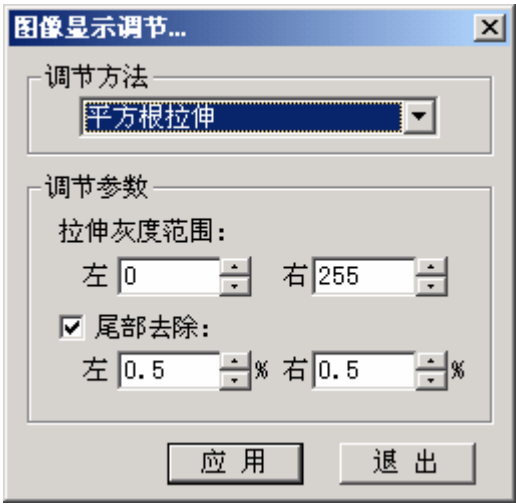 图像显示调节...
调节方法
平方根拉伸
调节参数
拉伸灰度范围:
左 0 右 255
尾部去除:
左 0.5 % 右 0.5 %
应 用 退 出